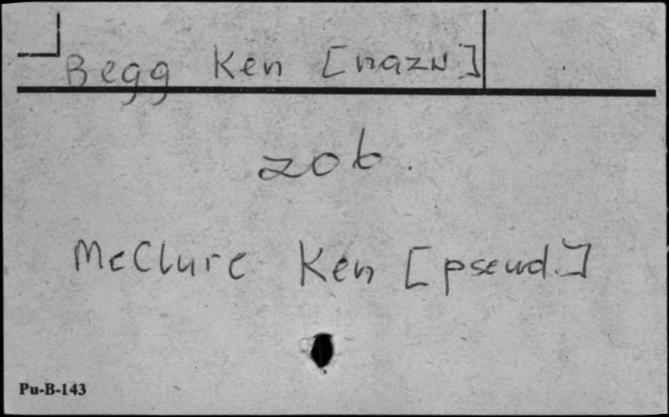 Begg Ken [nazw.]
zob.
McClure Ken [pseud.]
Pu-B-143